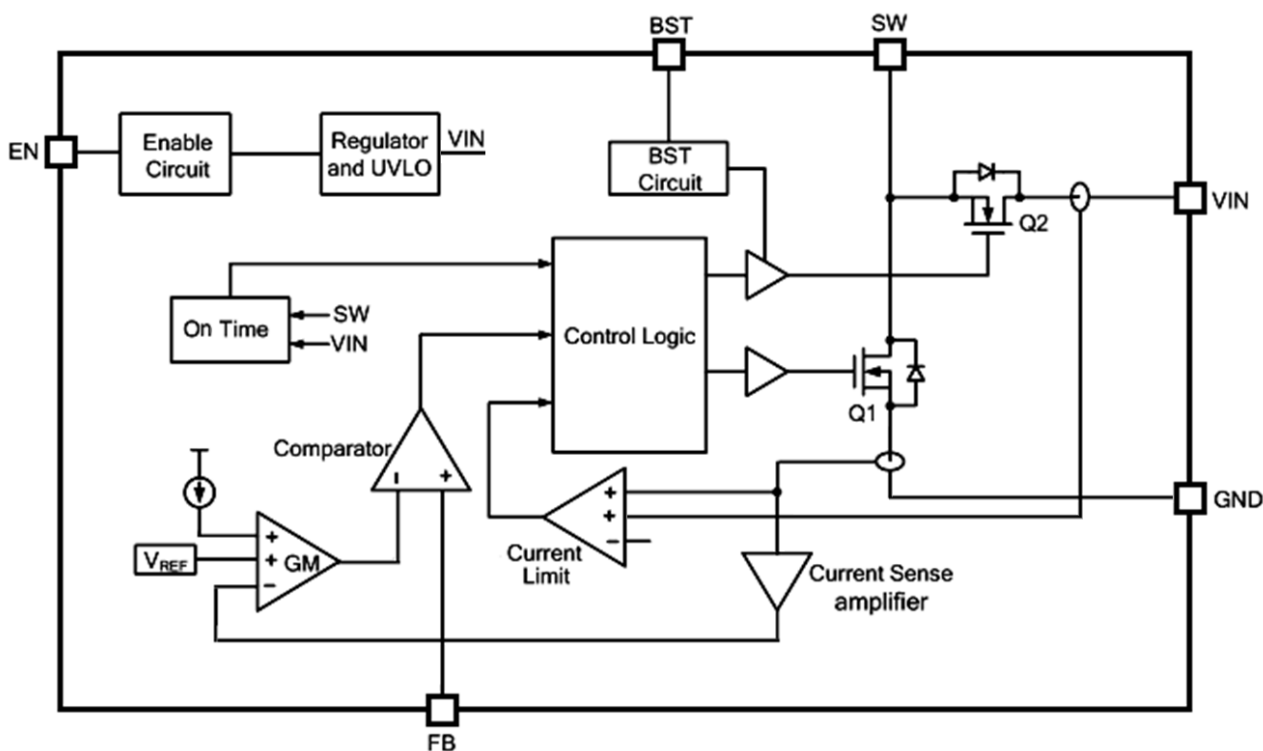 BST
SW
EN
Enable
Circuit
Regulator
and UVLO
VIN
BST
Circuit
VIN
Q2
On Time
SW
VIN
Control Logic
Q1
Comparator
-
+
+
+
-
Current
Limit
GND
VREF
+
+
-
GM
Current Sense
amplifier
FB